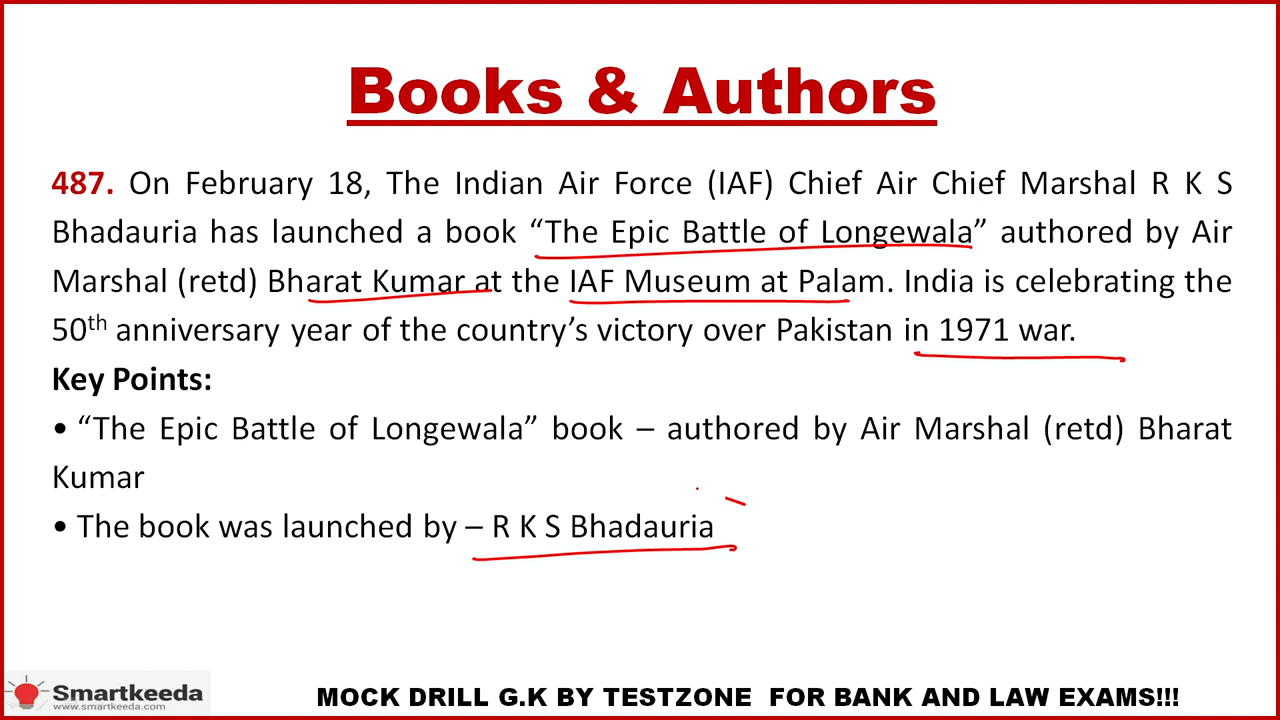 Books & Authors
487. On February 18, The Indian Air Force (IAF) Chief Air Chief Marshal R K S
Bhadauria has launched a book “The Epic Battle of Longewala” authored by Air
Marshal (retd) Bharat Kumar at the IAF Museum at Palam. India is celebrating the
50th anniversary year of the country’s victory over Pakistan in 1971 war.
Key Points:
• “The Epic Battle of Longewala” book – authored by Air Marshal (retd) Bharat
Kumar
• The book was launched by – R K S Bhadauria
Smartkeeda
www.smartkeeda.com
MOCK DRILL G.K BY TESTZONE FOR BANK AND LAW EXAMS!!!